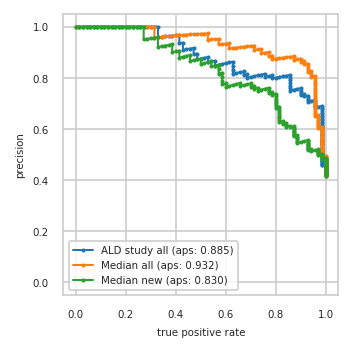 1.0
0.8
0.6
0.4
0.2
0.0
precision
ALD study all (aps: 0.885)
Median all (aps: 0.932)
Median new (aps: 0.830)
0.0 0.2 0.4 0.6 0.8 1.0
true positive rate